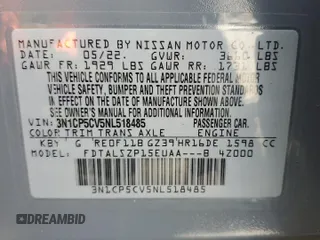 MANUFACTURED BY NISSAN MOTOR CO., LTD.
DATE: 05/22 GVWR: LBS
GAWR FR 1929 LBS GAWR RR LBS
THIS VEHICLE CONFORMS TO ALL APPLICABLE FEDERAL MOTOR
VEHICLE SAFETY, BUMPER, AND THEFT PREVENTION STANDARDS
IN EFFECT ON THE DATE OF MANUFACTURE SHOWN ABOVE.
SEE OWNER'S MANUAL FOR ADDITIONAL INFORMATION
VIN: 3N1CP5CV5NL518485 PASSENGER CAR.
COLOR TRIM TRANS AXLE ENGINE
KBY G RE0F11B GZ39 HR16DE 1598 CC
MODEL FDTALSZP15EUAA---B 42000
3N1CP5CV5NL518485